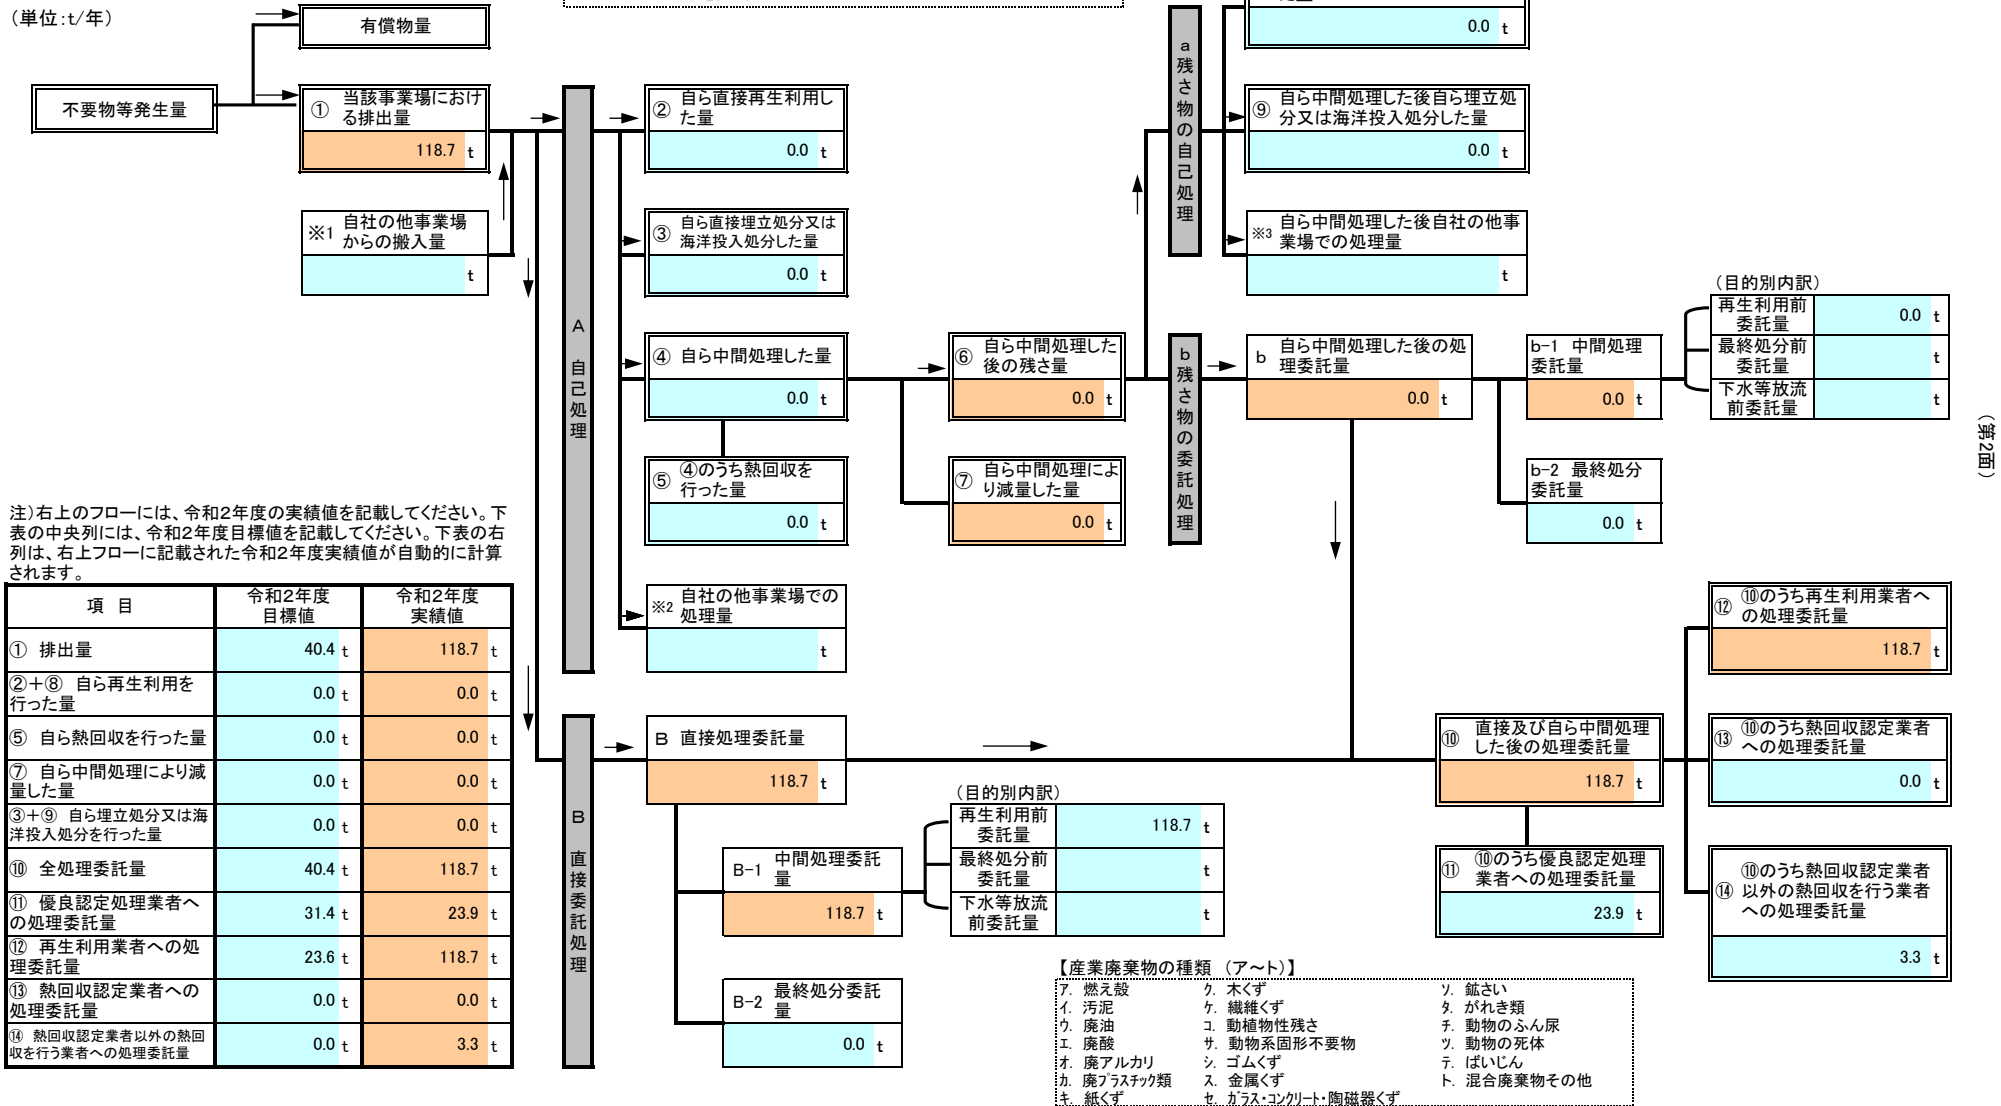 (単位:t/年)
有償物量
不要物等発生量
① 当該事業場におけ
る排出量
118.7 t
※1 自社の他事業場
からの搬入量
t
A 自己処理
② 自ら直接再生利用し
た量
0.0 t
③ 自ら直接埋立処分又は
海洋投入処分した量
0.0 t
④ 自ら中間処理した量
0.0 t
⑤ ④のうち熱回収を
行った量
0.0 t
※2 自社の他事業場での
処理量
t
⑥ 自ら中間処理した
後の残さ量
0.0 t
⑦ 自ら中間処理によ
り減量した量
0.0 t
a残さ物の自己処理
0.0 t
⑨ 自ら中間処理した後自ら埋立処
分又は海洋投入処分した量
0.0 t
※3 自ら中間処理した後自社の他事
業場での処理量
t
b残さ物の委託処理
b 自ら中間処理した後の処
理委託量
0.0 t
b-1 中間処理
委託量
0.0 t
b-2 最終処分
委託量
0.0 t
(目的別内訳)
再生利用前
委託量
0.0 t
最終処分前
委託量
t
下水等放流
前委託量
t
(第2面)
注)右上のフローには、令和2年度の実績値を記載してください。下
表の中央列には、令和2年度目標値を記載してください。下表の右
列は、右上フローに記載された令和2年度実績値が自動的に計算
されます。
項 目 令和2年度 目標値 令和2年度 実績値
① 排出量 40.4 t 118.7 t
②+⑧ 自ら再生利用を
行った量 0.0 t 0.0 t
⑤ 自ら熱回収を行った量 0.0 t 0.0 t
⑦ 自ら中間処理により減
量した量 0.0 t 0.0 t
③+⑨ 自ら埋立処分又は海
洋投入処分を行った量 0.0 t 0.0 t
⑩ 全処理委託量 40.4 t 118.7 t
⑪ 優良認定処理業者へ
の処理委託量 31.4 t 23.9 t
⑫ 再生利用業者への処
理委託量 23.6 t 118.7 t
⑬ 熱回収認定業者への
処理委託量 0.0 t 0.0 t
⑭ 熱回収認定業者以外の熱回
収を行う業者への処理委託量 0.0 t 3.3 t
B 直接委託処理
B 直接処理委託量
118.7 t
B-1 中間処理委託
量
118.7 t
B-2 最終処分委託
量
0.0 t
(目的別内訳)
再生利用前
委託量
118.7 t
最終処分前
委託量
t
下水等放流
前委託量
t
⑩ 直接及び自ら中間処理
した後の処理委託量
118.7 t
⑪ ⑩のうち優良認定処理
業者への処理委託量
23.9 t
⑫ ⑩のうち再生利用業者へ
の処理委託量
118.7 t
⑬ ⑩のうち熱回収認定業者
への処理委託量
0.0 t
⑭ ⑩のうち熱回収認定業者
以外の熱回収を行う業者
への処理委託量
3.3 t
【産業廃棄物の種類 (ア~ト)】
ア. 燃え殻 ク. 木くず ソ. 鉱さい
イ. 汚泥 ケ. 繊維くず タ. がれき類
ウ. 廃油 コ. 動植物性残さ チ. 動物のふん尿
エ. 廃酸 サ. 動物系固形不要物 ツ. 動物の死体
オ. 廃アルカリ シ. ゴムくず テ. ばいじん
カ. 廃プラスチック類 ス. 金属くず ト. 混合廃棄物その他
キ. 紙くず セ. ガラス・コンクリート・陶磁器くず